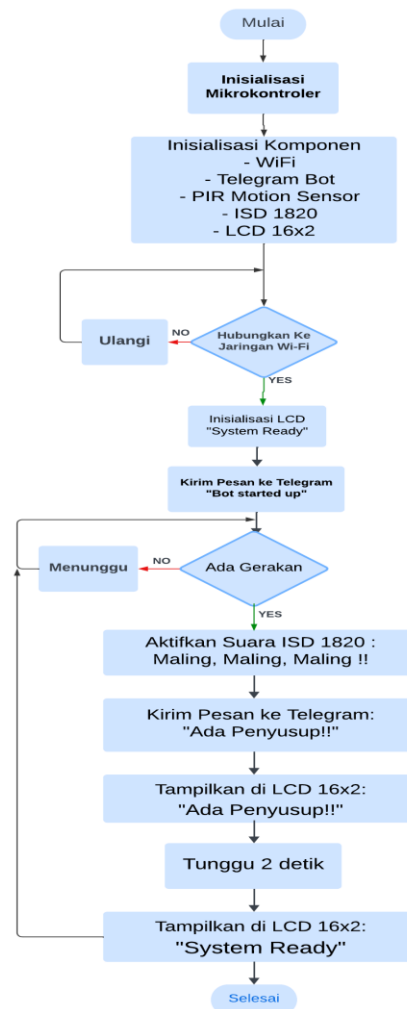 Mulai
Inisialisasi
Mikrokontroler
Inisialisasi Komponen
- WiFi
- Telegram Bot
- PIR Motion Sensor
- ISD 1820
- LCD 16x2
Ulangi
NO
Hubungkan Ke
Jaringan Wi-Fi
YES
Inisialisasi LCD
"System Ready"
Kirim Pesan ke Telegram
"Bot started up"
Menunggu
NO
Ada Gerakan
YES
Aktifkan Suara ISD 1820 :
Maling, Maling, Maling !!
Kirim Pesan ke Telegram:
"Ada Penyusup!!"
Tampilkan di LCD 16x2:
"Ada Penyusup!!"
Tunggu 2 detik
Tampilkan di LCD 16x2:
"System Ready"
Selesai